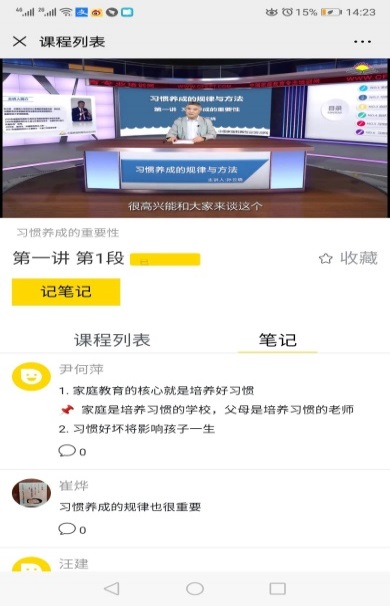 15%
14:23
课程列表
习惯养成的规律与方法
第一讲 习惯养成的重要性
目录
习惯养成的规律与方法
很高兴能和大家来谈这个
习惯养成的重要性
第一讲 第1段
收藏
记笔记
课程列表
笔记
尹何萍
1. 家庭教育的核心就是培养好习惯
📌 家庭是培养习惯的学校，父母是培养习惯的老师
2. 习惯好坏将影响孩子一生
0
崔烨
习惯养成的规律也很重要
0
汪建